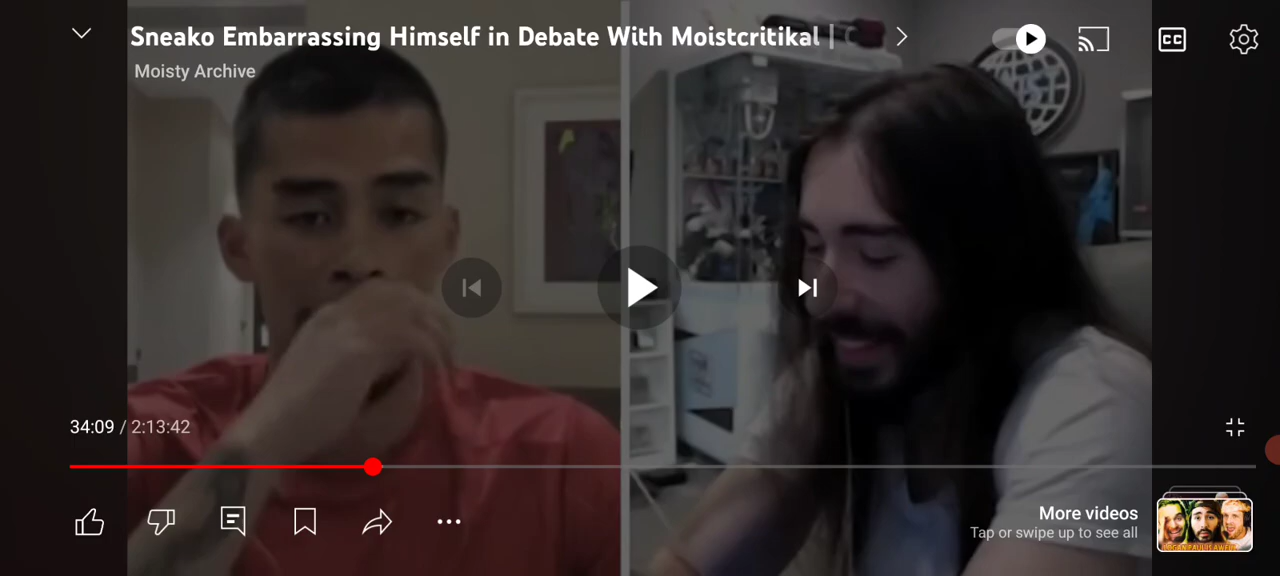 Sneako Embarrassing Himself in Debate With Moistcritikal |
Moisty Archive
CC
34:09 / 2:13:42
More videos
Tap or swipe up to see all